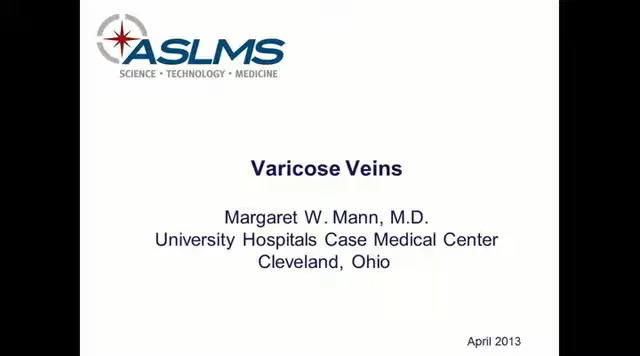 ASLMS
SCIENCE • TECHNOLOGY • MEDICINE
Varicose Veins
Margaret W. Mann, M.D.
University Hospitals Case Medical Center
Cleveland, Ohio
April 2013